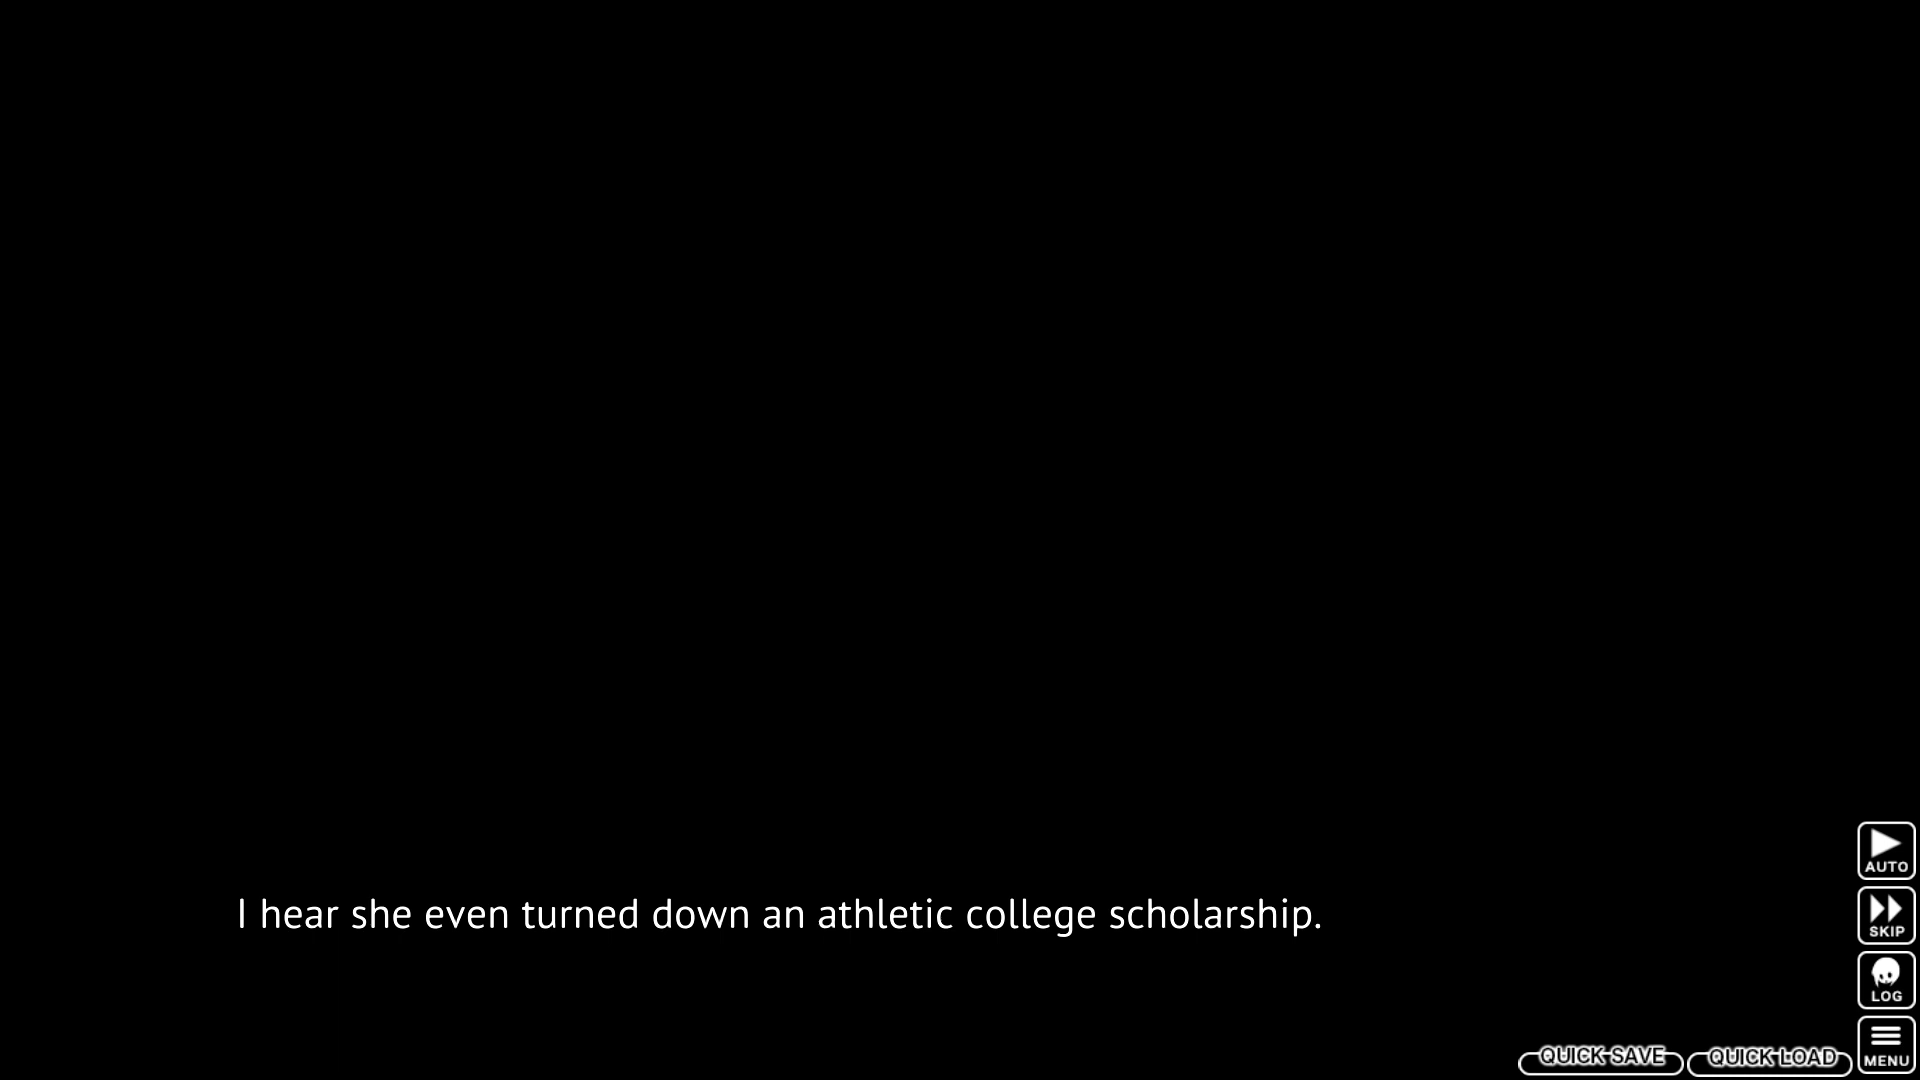 I hear she even turned down an athletic college scholarship.
AUTO
SKIP
LOG
MENU
QUICK SAVE QUICK LOAD